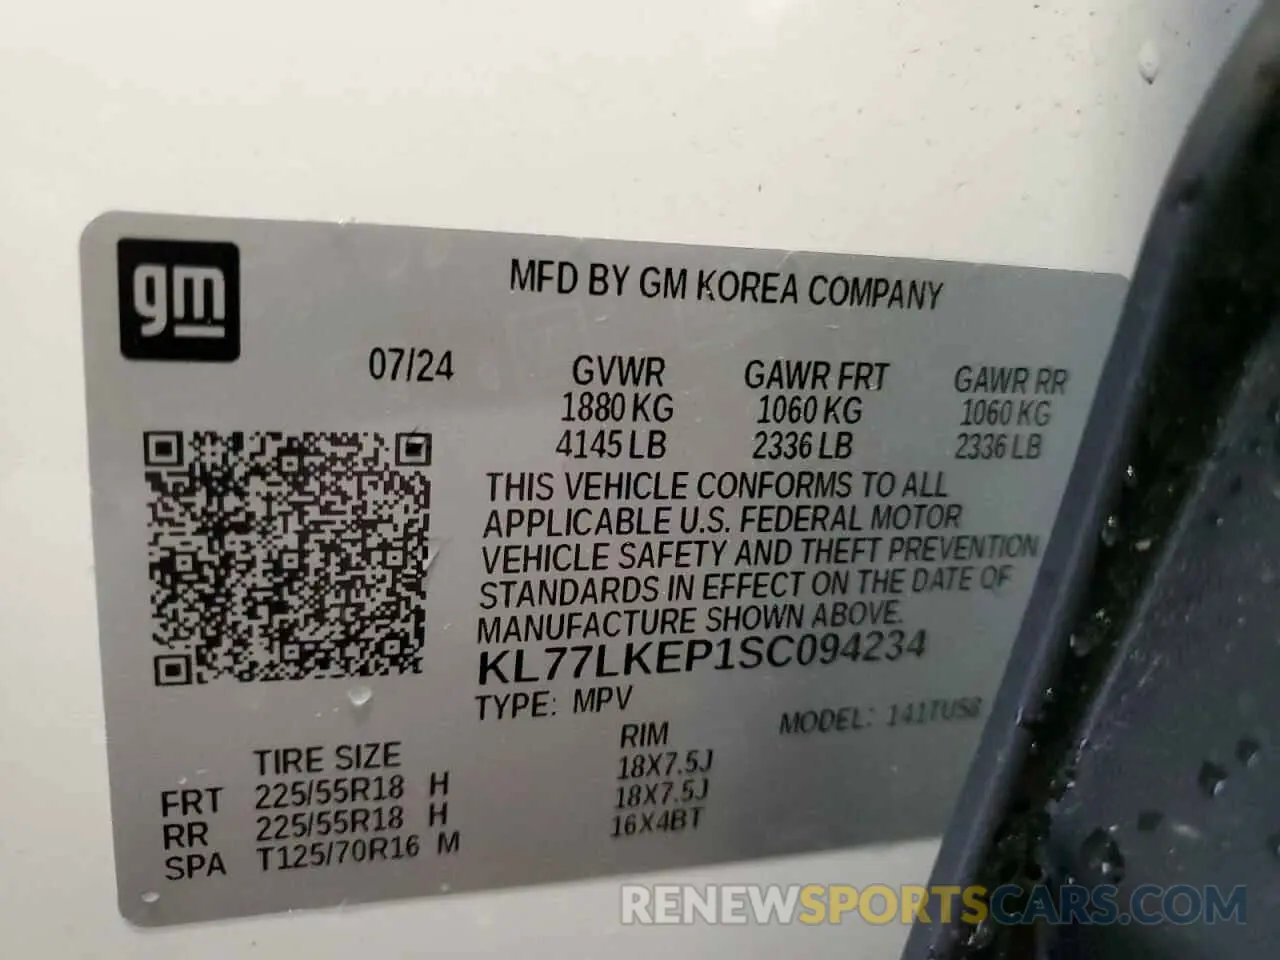 gm
MFD BY GM KOREA COMPANY
07/24 GVWR GAWR FRT GAWR RR
1880 KG 1060 KG 1060 KG
4145 LB 2336 LB 2336 LB
THIS VEHICLE CONFORMS TO ALL
APPLICABLE U.S. FEDERAL MOTOR
VEHICLE SAFETY AND THEFT PREVENTION
STANDARDS IN EFFECT ON THE DATE OF
MANUFACTURE SHOWN ABOVE.
KL77LKEP1SC094234
TYPE: MPV MODEL:
TIRE SIZE RIM
FRT 225/55R18 H 18X7.5J
RR 225/55R18 H 18X7.5J
SPA T125/70R16 M 16X4BT
RENEWSPORTSCARS.COM